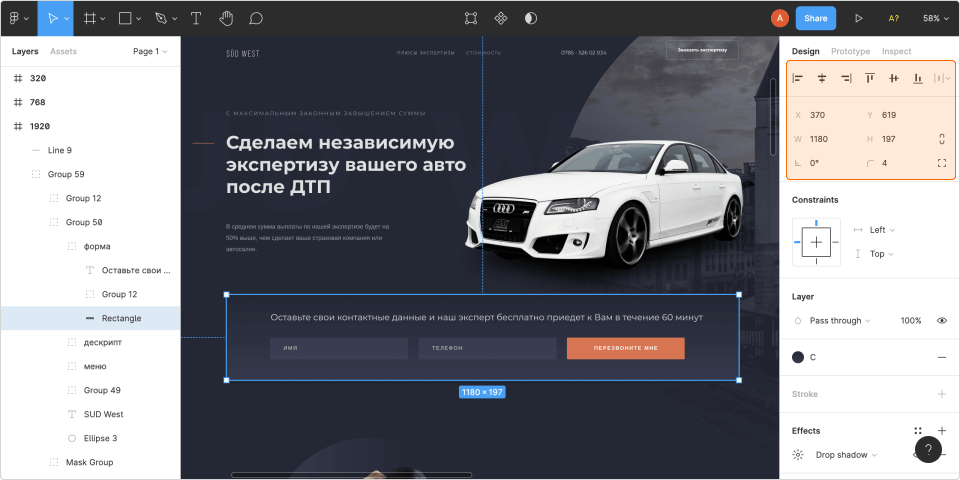 A
Share
A?
58%
Layers
Assets
Page 1
Design
Prototype
Inspect
320
768
1920
Line 9
Group 59
Group 12
Group 50
форма
Оставьте свои ...
Group 12
Rectangle
дескрипт
меню
Group 49
SUD West
Ellipse 3
Mask Group
SÜD WEST
ПЛЮСЫ ЭКСПЕРТИЗЫ
СТОИМОСТЬ
0785 - 526 02 034
Заказать экспертизу
С МАКСИМАЛЬНЫМ ЗАКОННЫМ ЗАВЫШЕНИЕМ СУММЫ
Сделаем независимую
экспертизу вашего авто
после ДТП
В среднем сумма выплаты по нашей экспертизе будет на
50% выше, чем сделает ваша страховая компания или
автосалон.
Оставьте свои контактные данные и наш эксперт бесплатно приедет к Вам в течение 60 минут
ИМЯ
ТЕЛЕФОН
ПЕРЕЗВОНИТЕ МНЕ
1180 × 197
X 370
Y 619
W 1180
H 197
0°
4
Constraints
Left
Top
Layer
Pass through
100%
C
Stroke
Effects
Drop shadow
?